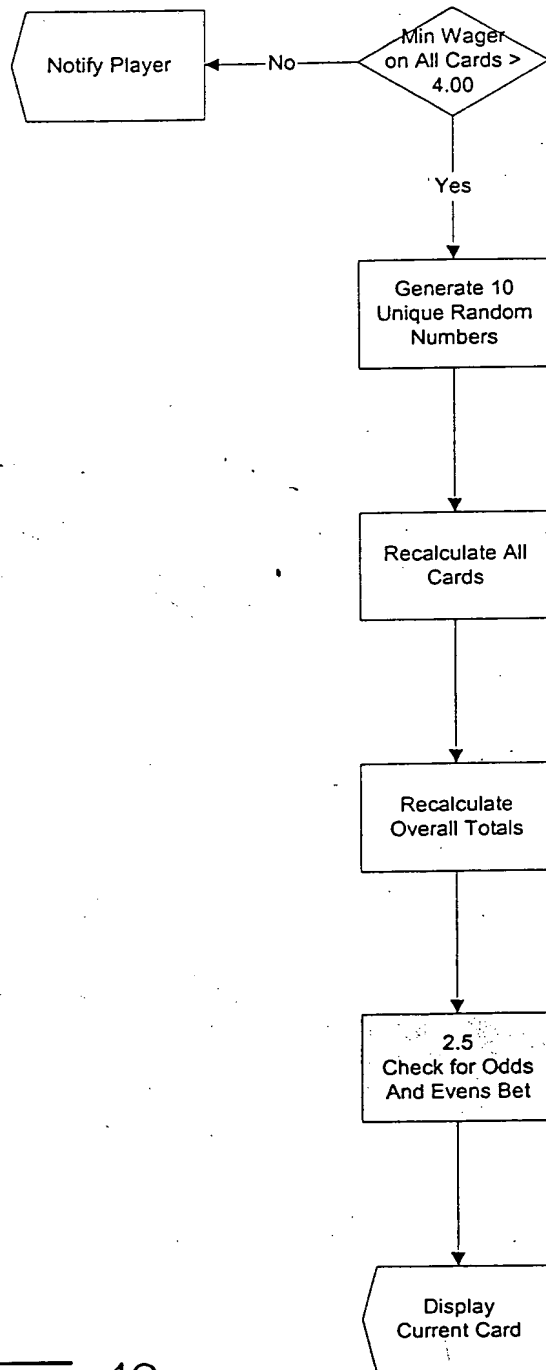 Min Wager
on All Cards >
4.00
No
Notify Player
Yes
Generate 10
Unique Random
Numbers
Recalculate All
Cards
Recalculate
Overall Totals
2.5
Check for Odds
And Evens Bet
Display
Current Card